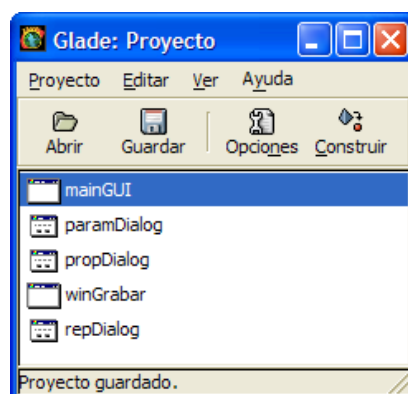 Glade: Proyecto
Proyecto Editar Ver Ayuda
Abrir Guardar Opciones Construir
mainGUI
paramDialog
propDialog
winGrabar
repDialog
Proyecto guardado.